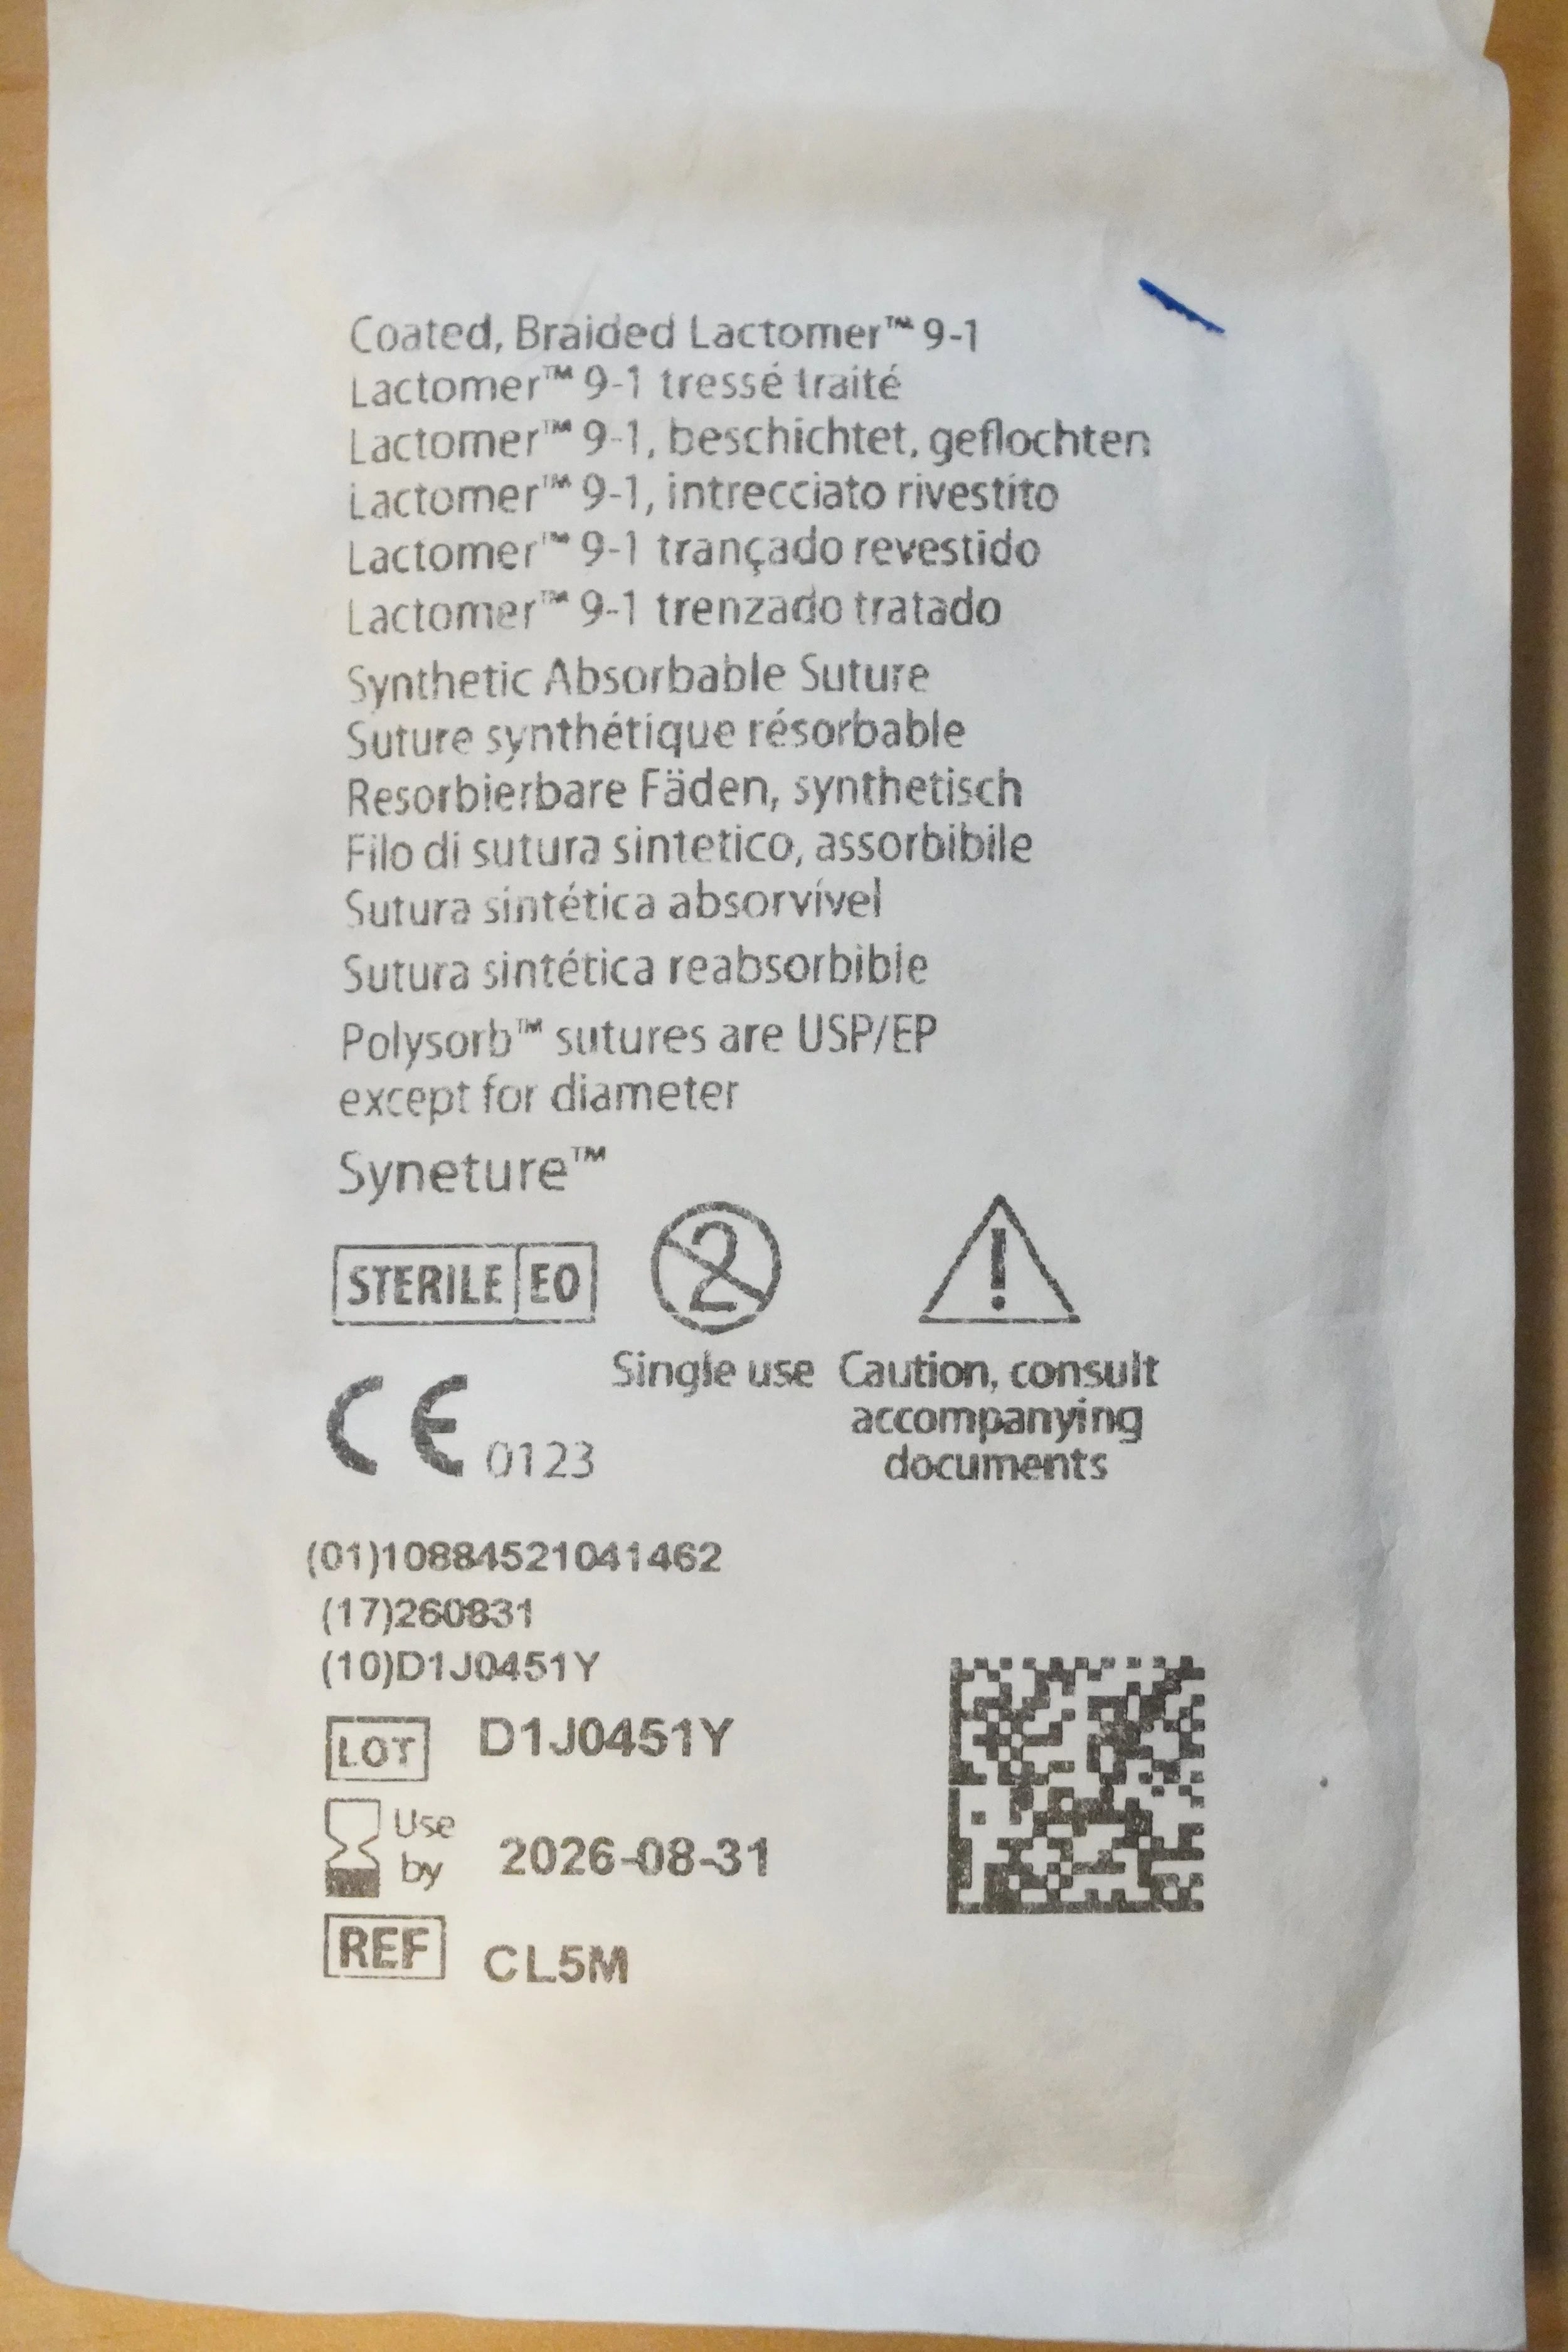 Coated, Braided Lactomer™ 9-1
Lactomer™ 9-1 tressé traité
Lactomer™ 9-1, beschichtet, geflochten
Lactomer™ 9-1, intrecciato rivestito
Lactomer™ 9-1 trançado revestido
Lactomer™ 9-1 trenzado tratado
Synthetic Absorbable Suture
Suture synthétique résorbable
Resorbierbare Fäden, synthetisch
Filo di sutura sintetico, assorbibile
Sutura sintética absorvível
Sutura sintética reabsorbible
Polysorb™ sutures are USP/EP
except for diameter
Syneture™
STERILE EO
2
!
Single use
Caution, consult
accompanying
documents
CE 0123
(01)10884521041462
(17)260831
(10)D1J0451Y
LOT D1J0451Y
Use by 2026-08-31
REF CL5M